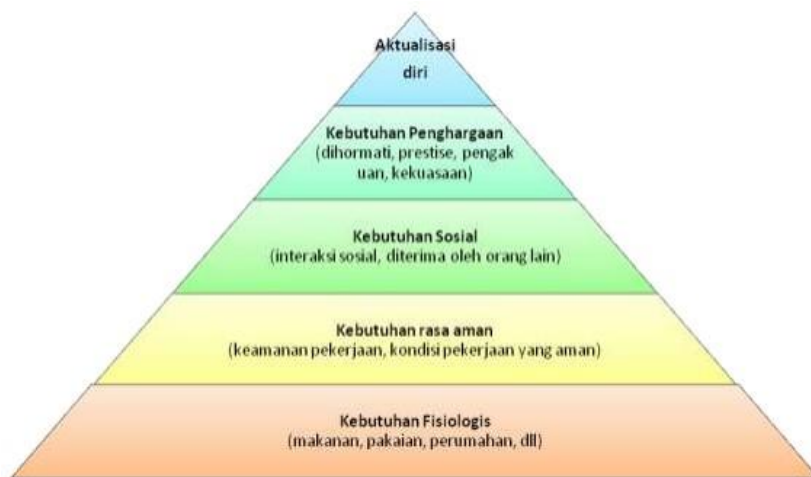 Aktualisasi
diri
Kebutuhan Penghargaan
(dihormati, prestise, pengak
uan, kekuasaan)
Kebutuhan Sosial
(interaksi sosial, diterima oleh orang lain)
Kebutuhan rasa aman
(keamanan pekerjaan, kondisi pekerjaan yang aman)
Kebutuhan Fisiologis
(makanan, pakaian, perumahan, dll)